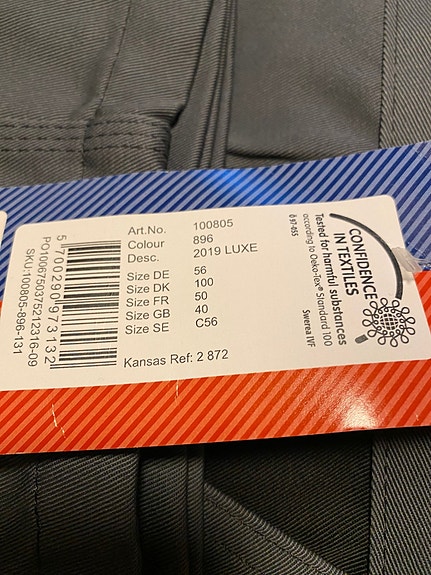 Art.No. 100805
Colour 896
Desc. 2019 LUXE
Size DE 56
Size DK 100
Size FR 50
Size GB 40
Size SE C56
Kansas Ref: 2 872
5 700290 973132
PO:1006750375212316-09
SKU:100805-896-131
CONFIDENCE
IN TEXTILES
Tested for harmful substances
according to Oeko-Tex® Standard 100
Swerea IVF